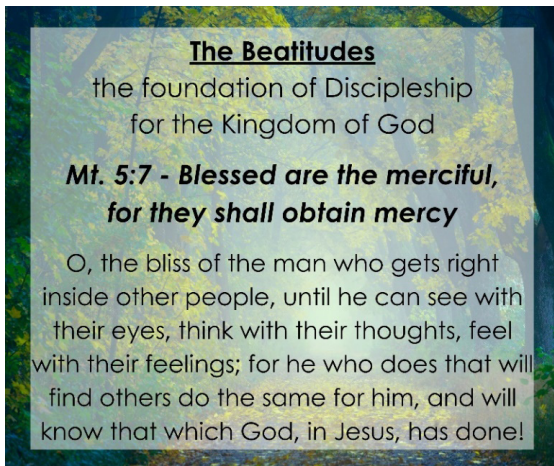 The Beatitudes
the foundation of Discipleship
for the Kingdom of God
Mt. 5:7 - Blessed are the merciful,
for they shall obtain mercy
O, the bliss of the man who gets right
inside other people, until he can see with
their eyes, think with their thoughts, feel
with their feelings; for he who does that will
find others do the same for him, and will
know that which God, in Jesus, has done!